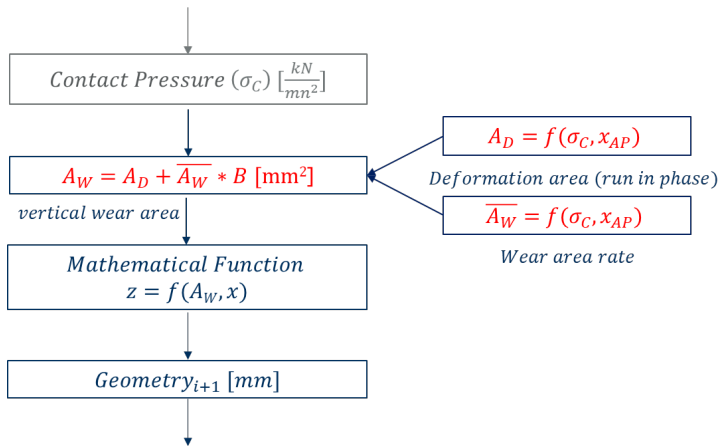 Contact Pressure (σ_C) [kN/mn²]
A_W = A_D + \overline{A_W} * B [mm²]
vertical wear area
A_D = f(σ_C, x_AP)
Deformation area (run in phase)
\overline{A_W} = f(σ_C, x_AP)
Wear area rate
Mathematical Function
z = f(A_W, x)
Geometry_{i+1} [mm]